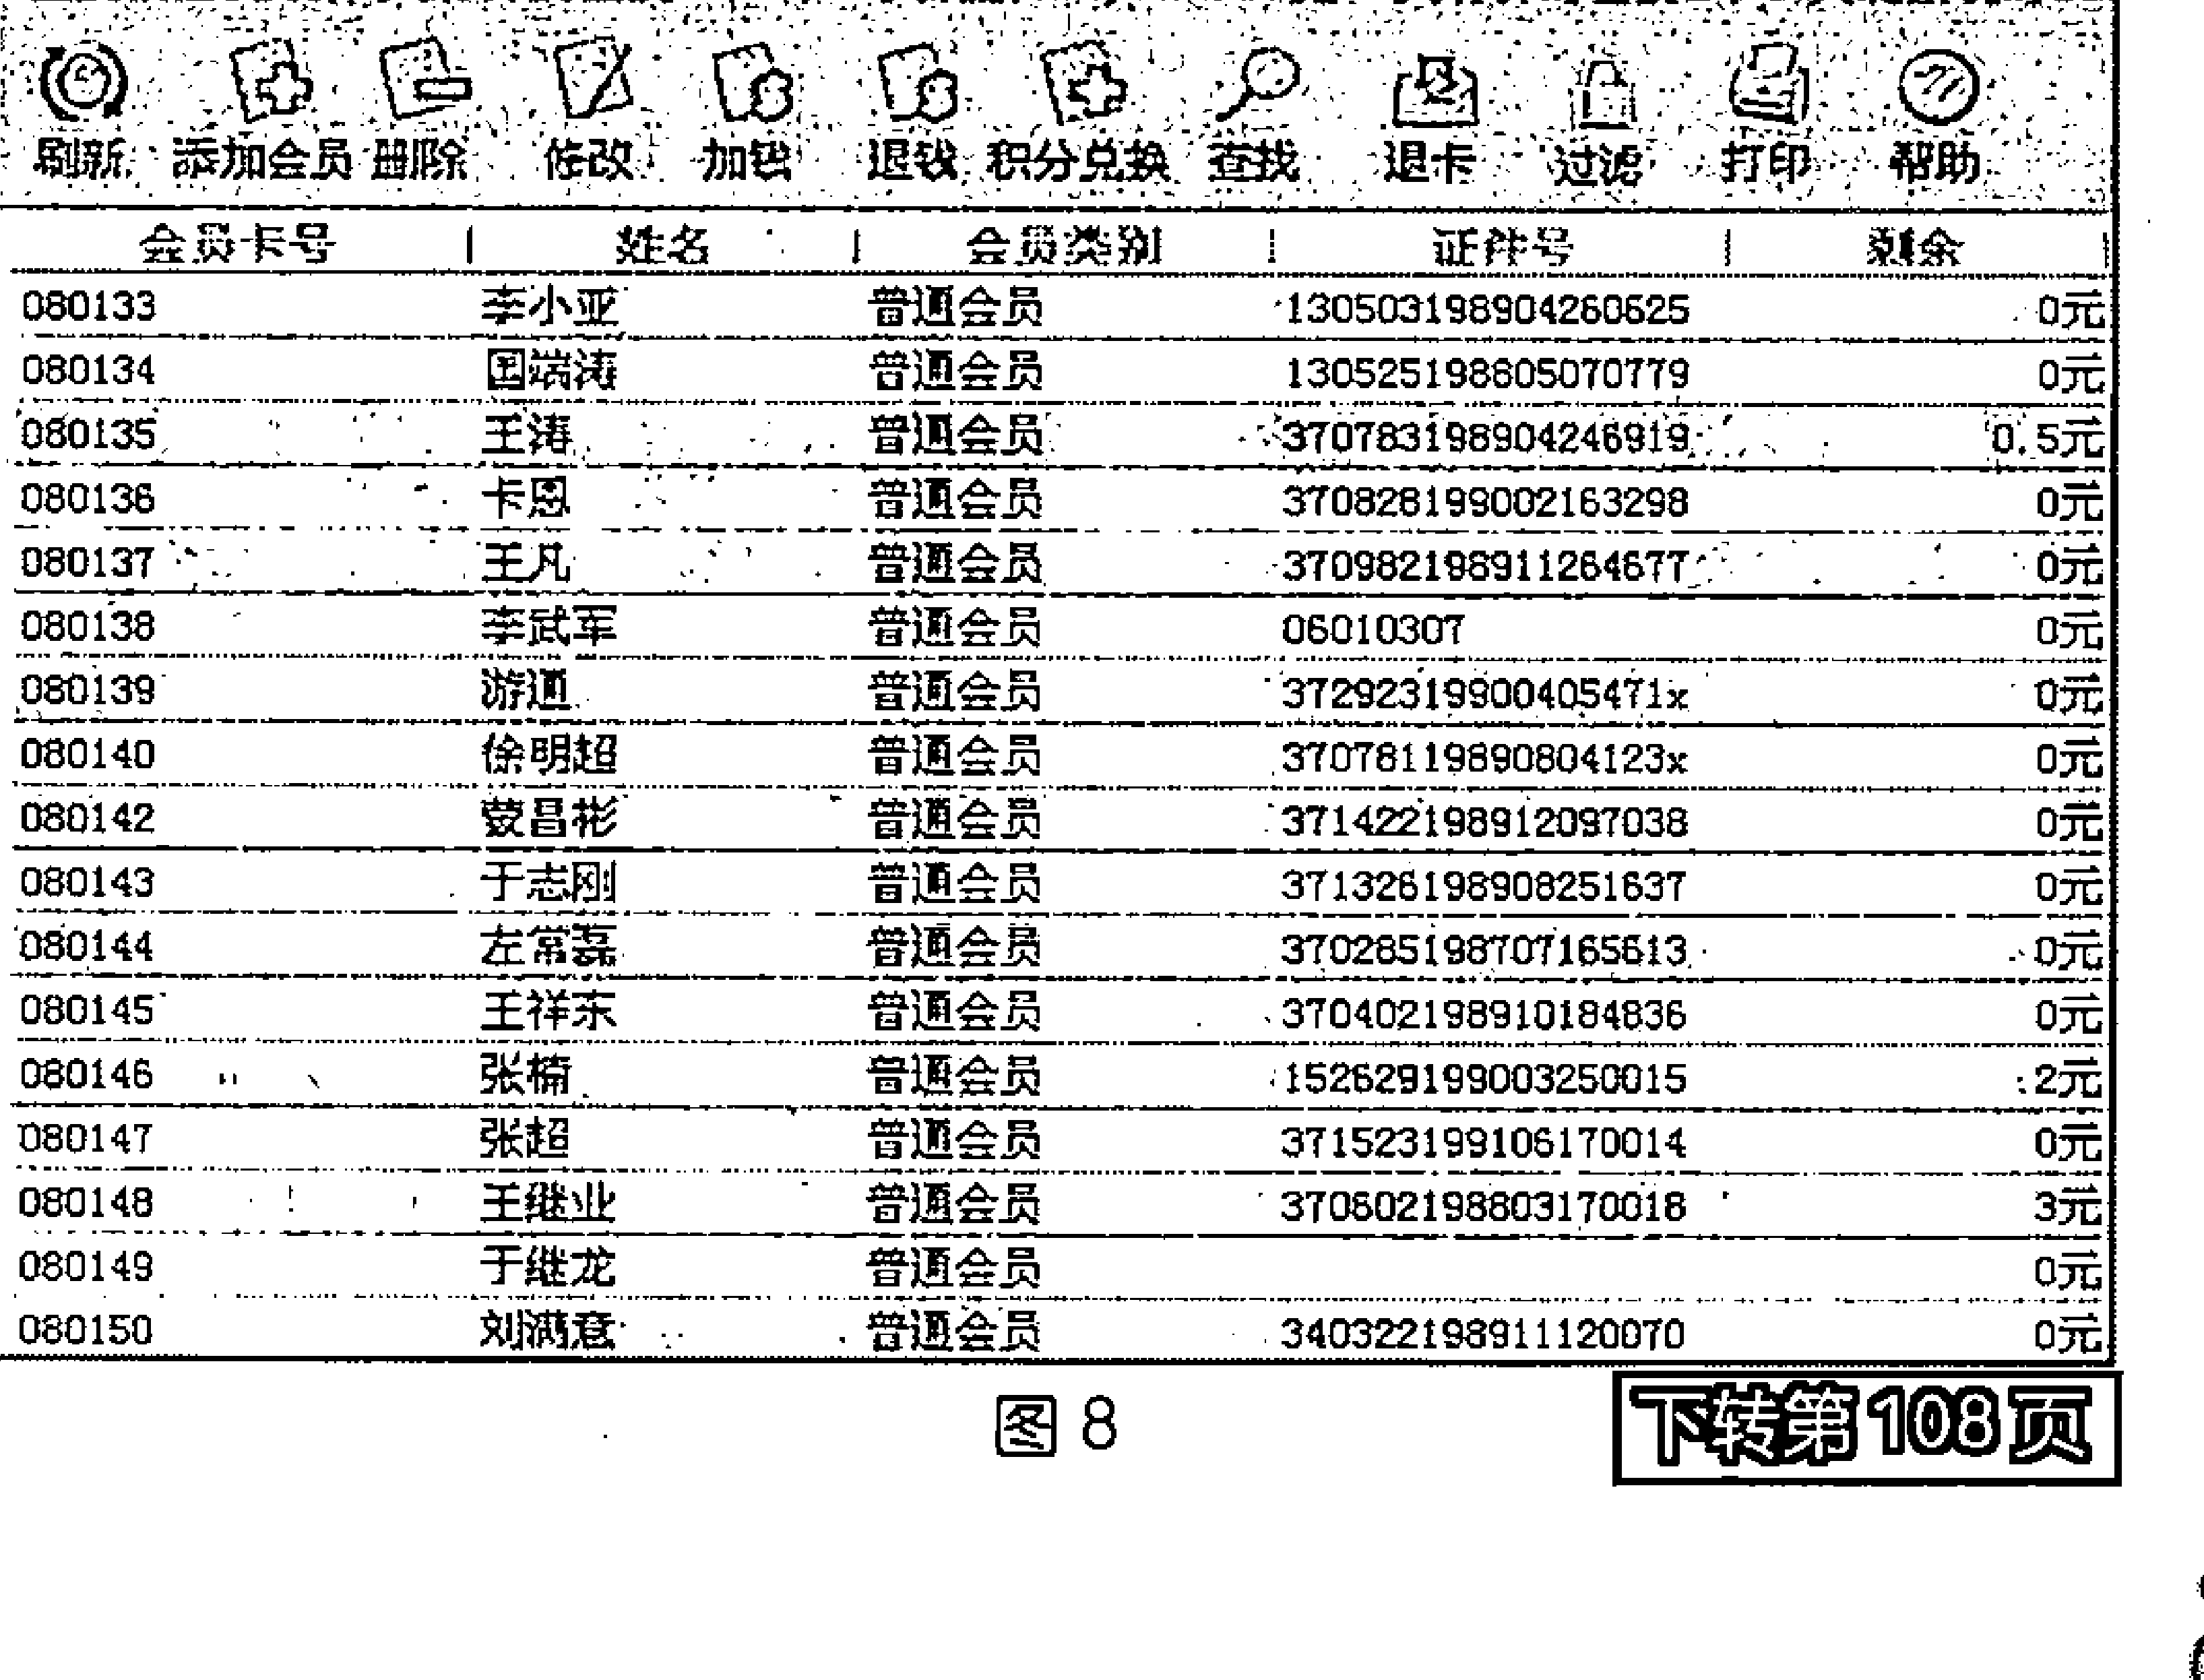 刷新 添加会员 删除 修改 加钱 退钱 积分兑换 查找 退卡 过滤 打印 帮助
会员卡号 姓名 会员类别 证件号 剩余
080133 李小亚 普通会员 130503198904260625 0元
080134 国端涛 普通会员 0元
080135 王涛 普通会员 370783198904246919 0.5元
080136 卡恩 普通会员 370828199002163298 0元
080137 王凡 普通会员 370982198911264677 0元
080138 李武军 普通会员 06010307 0元
080139 游通 普通会员 37292319900405471x 0元
080140 徐明超 普通会员 37078119890804123x 0元
080142 普通会员 371422198912097038 0元
080143 于志刚 普通会员 371326198908251637 0元
080144 左常磊 普通会员 370285198707165613 0元
080145 王祥东 普通会员 370402198910184836 0元
080146 张楠 普通会员 152629199003250015 2元
080147 张超 普通会员 371523199106170014 0元
080148 王继业 普通会员 370602198803170018 3元
080149 于继龙 普通会员 0元
080150 刘满意 普通会员 340322198911120070 0元
图 8
下转第108页